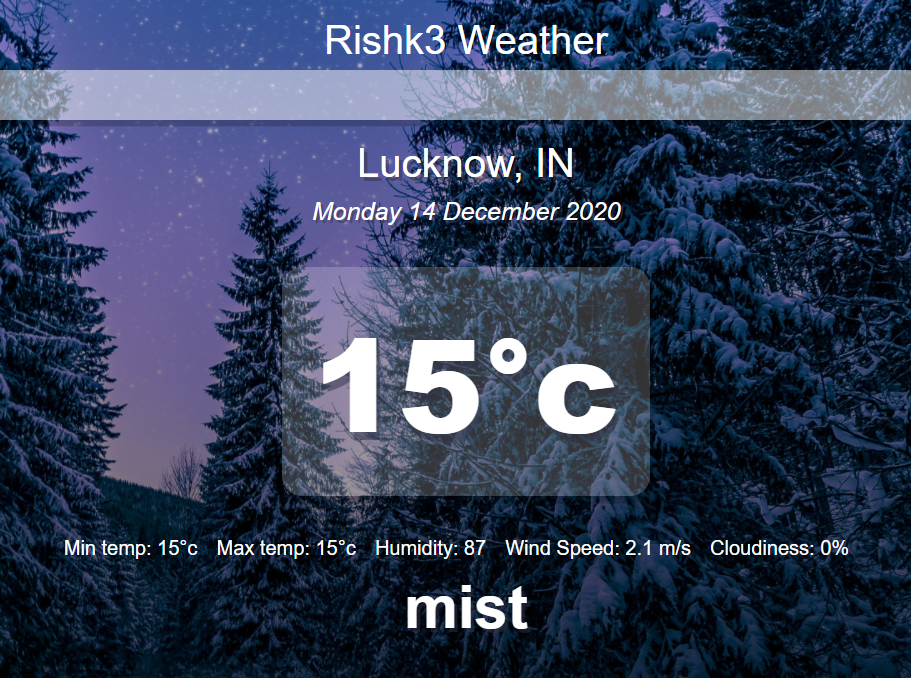 Rishk3 Weather
Lucknow, IN
Monday 14 December 2020
15°c
Min temp: 15°c Max temp: 15°c Humidity: 87 Wind Speed: 2.1 m/s Cloudiness: 0%
mist